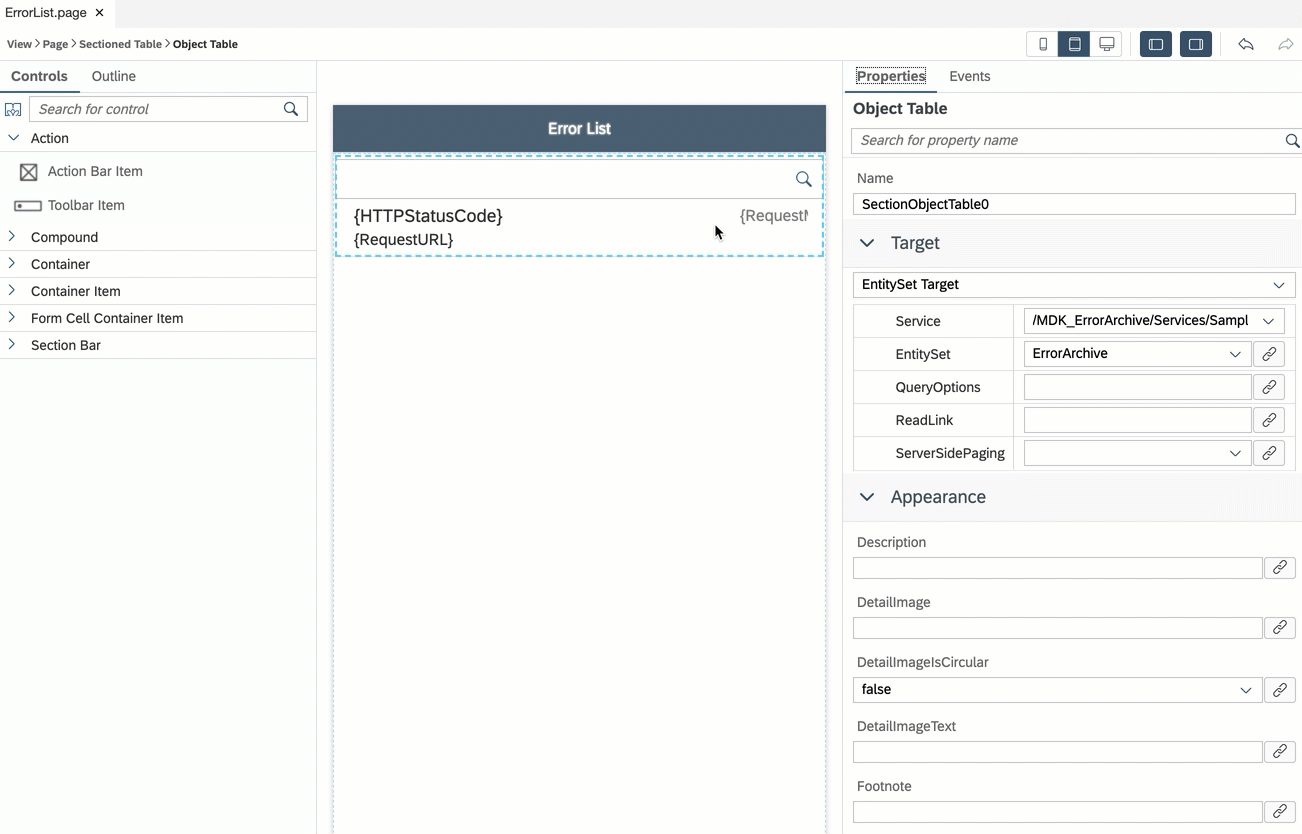 ErrorList.page ×
View > Page > Sectioned Table > Object Table
Controls Outline
Search for control
Action
Action Bar Item
Toolbar Item
Compound
Container
Container Item
Form Cell Container Item
Section Bar
Error List
{HTTPStatusCode}
{RequestM
{RequestURL}
Properties Events
Object Table
Search for property name
Name
SectionObjectTable0
Target
EntitySet Target
Service /MDK_ErrorArchive/Services/Sampl
EntitySet ErrorArchive
QueryOptions
ReadLink
ServerSidePaging
Appearance
Description
DetailImage
DetailImageIsCircular
false
DetailImageText
Footnote